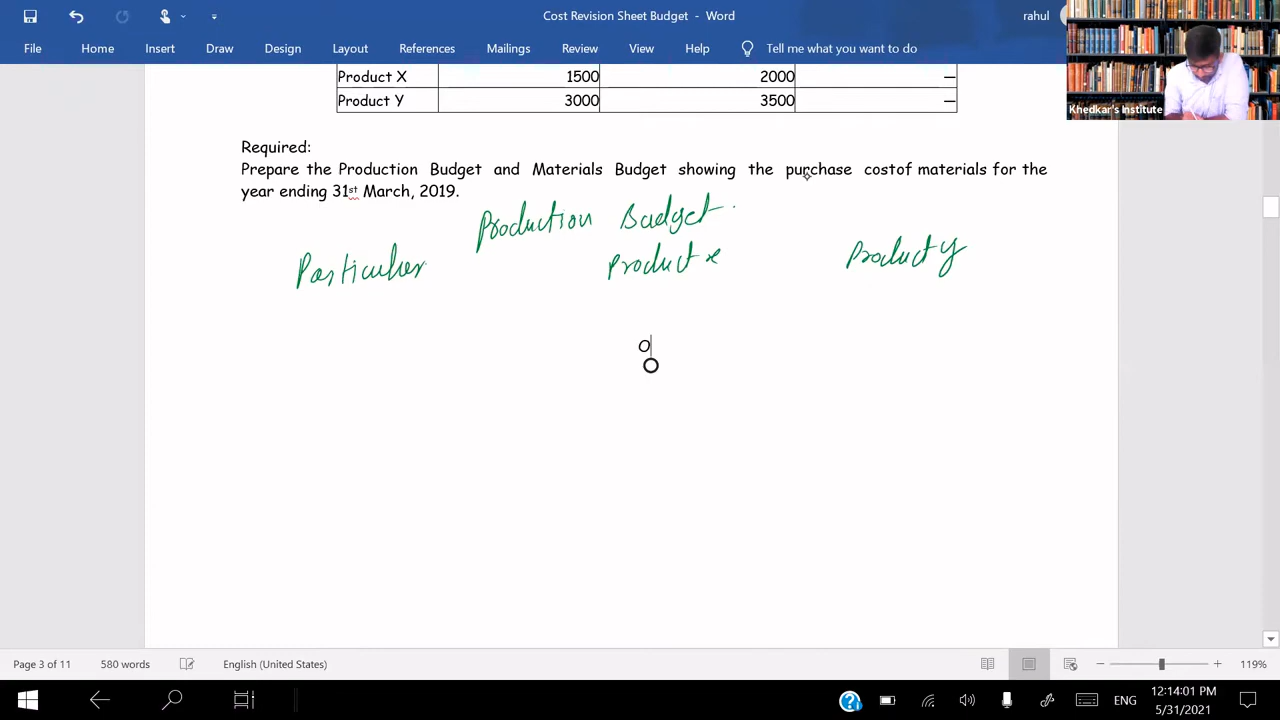 Cost Revision Sheet Budget - Word
rahul
File Home Insert Draw Design Layout References Mailings Review View Help Tell me what you want to do
Khedkar's Institute
Product X 1500 2000 —
Product Y 3000 3500 —
Required:
Prepare the Production Budget and Materials Budget showing the purchase costof materials for the
year ending 31st March, 2019.
Production Budget.
Particular Product x Product y
0
Page 3 of 11 580 words English (United States) 119%
ENG 12:14:01 PM
5/31/2021